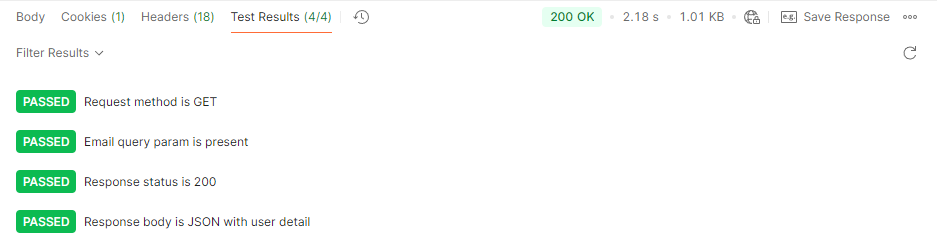 Body Cookies (1) Headers (18) Test Results (4/4) 200 OK 2.18 s 1.01 KB e.g. Save Response
Filter Results
PASSED Request method is GET
PASSED Email query param is present
PASSED Response status is 200
PASSED Response body is JSON with user detail